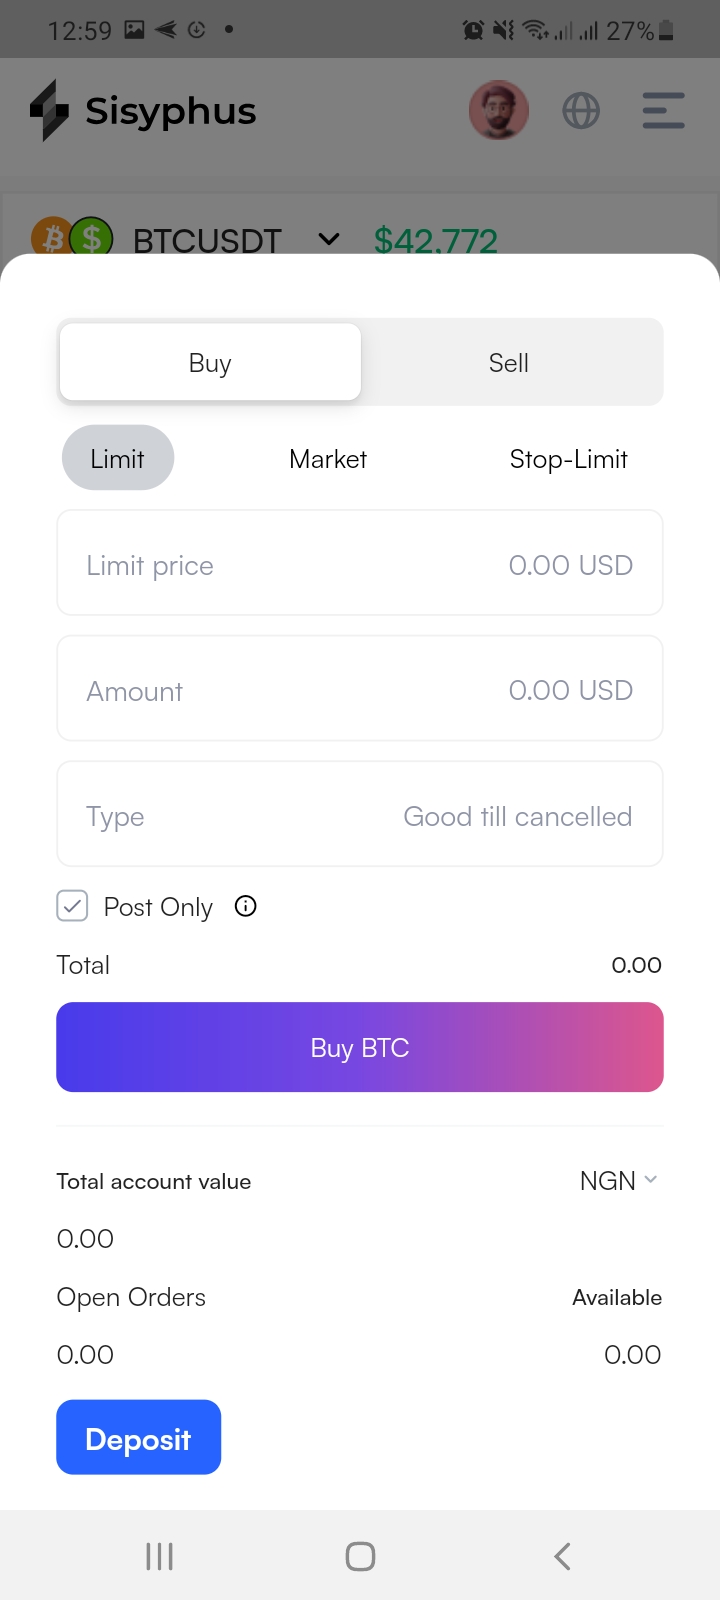 12:59 27%
Sisyphus
BTCUSDT $42,772
Buy Sell
Limit Market Stop-Limit
Limit price 0.00 USD
Amount 0.00 USD
Type Good till cancelled
Post Only
Total 0.00
Buy BTC
Total account value NGN
0.00
Open Orders Available
0.00 0.00
Deposit